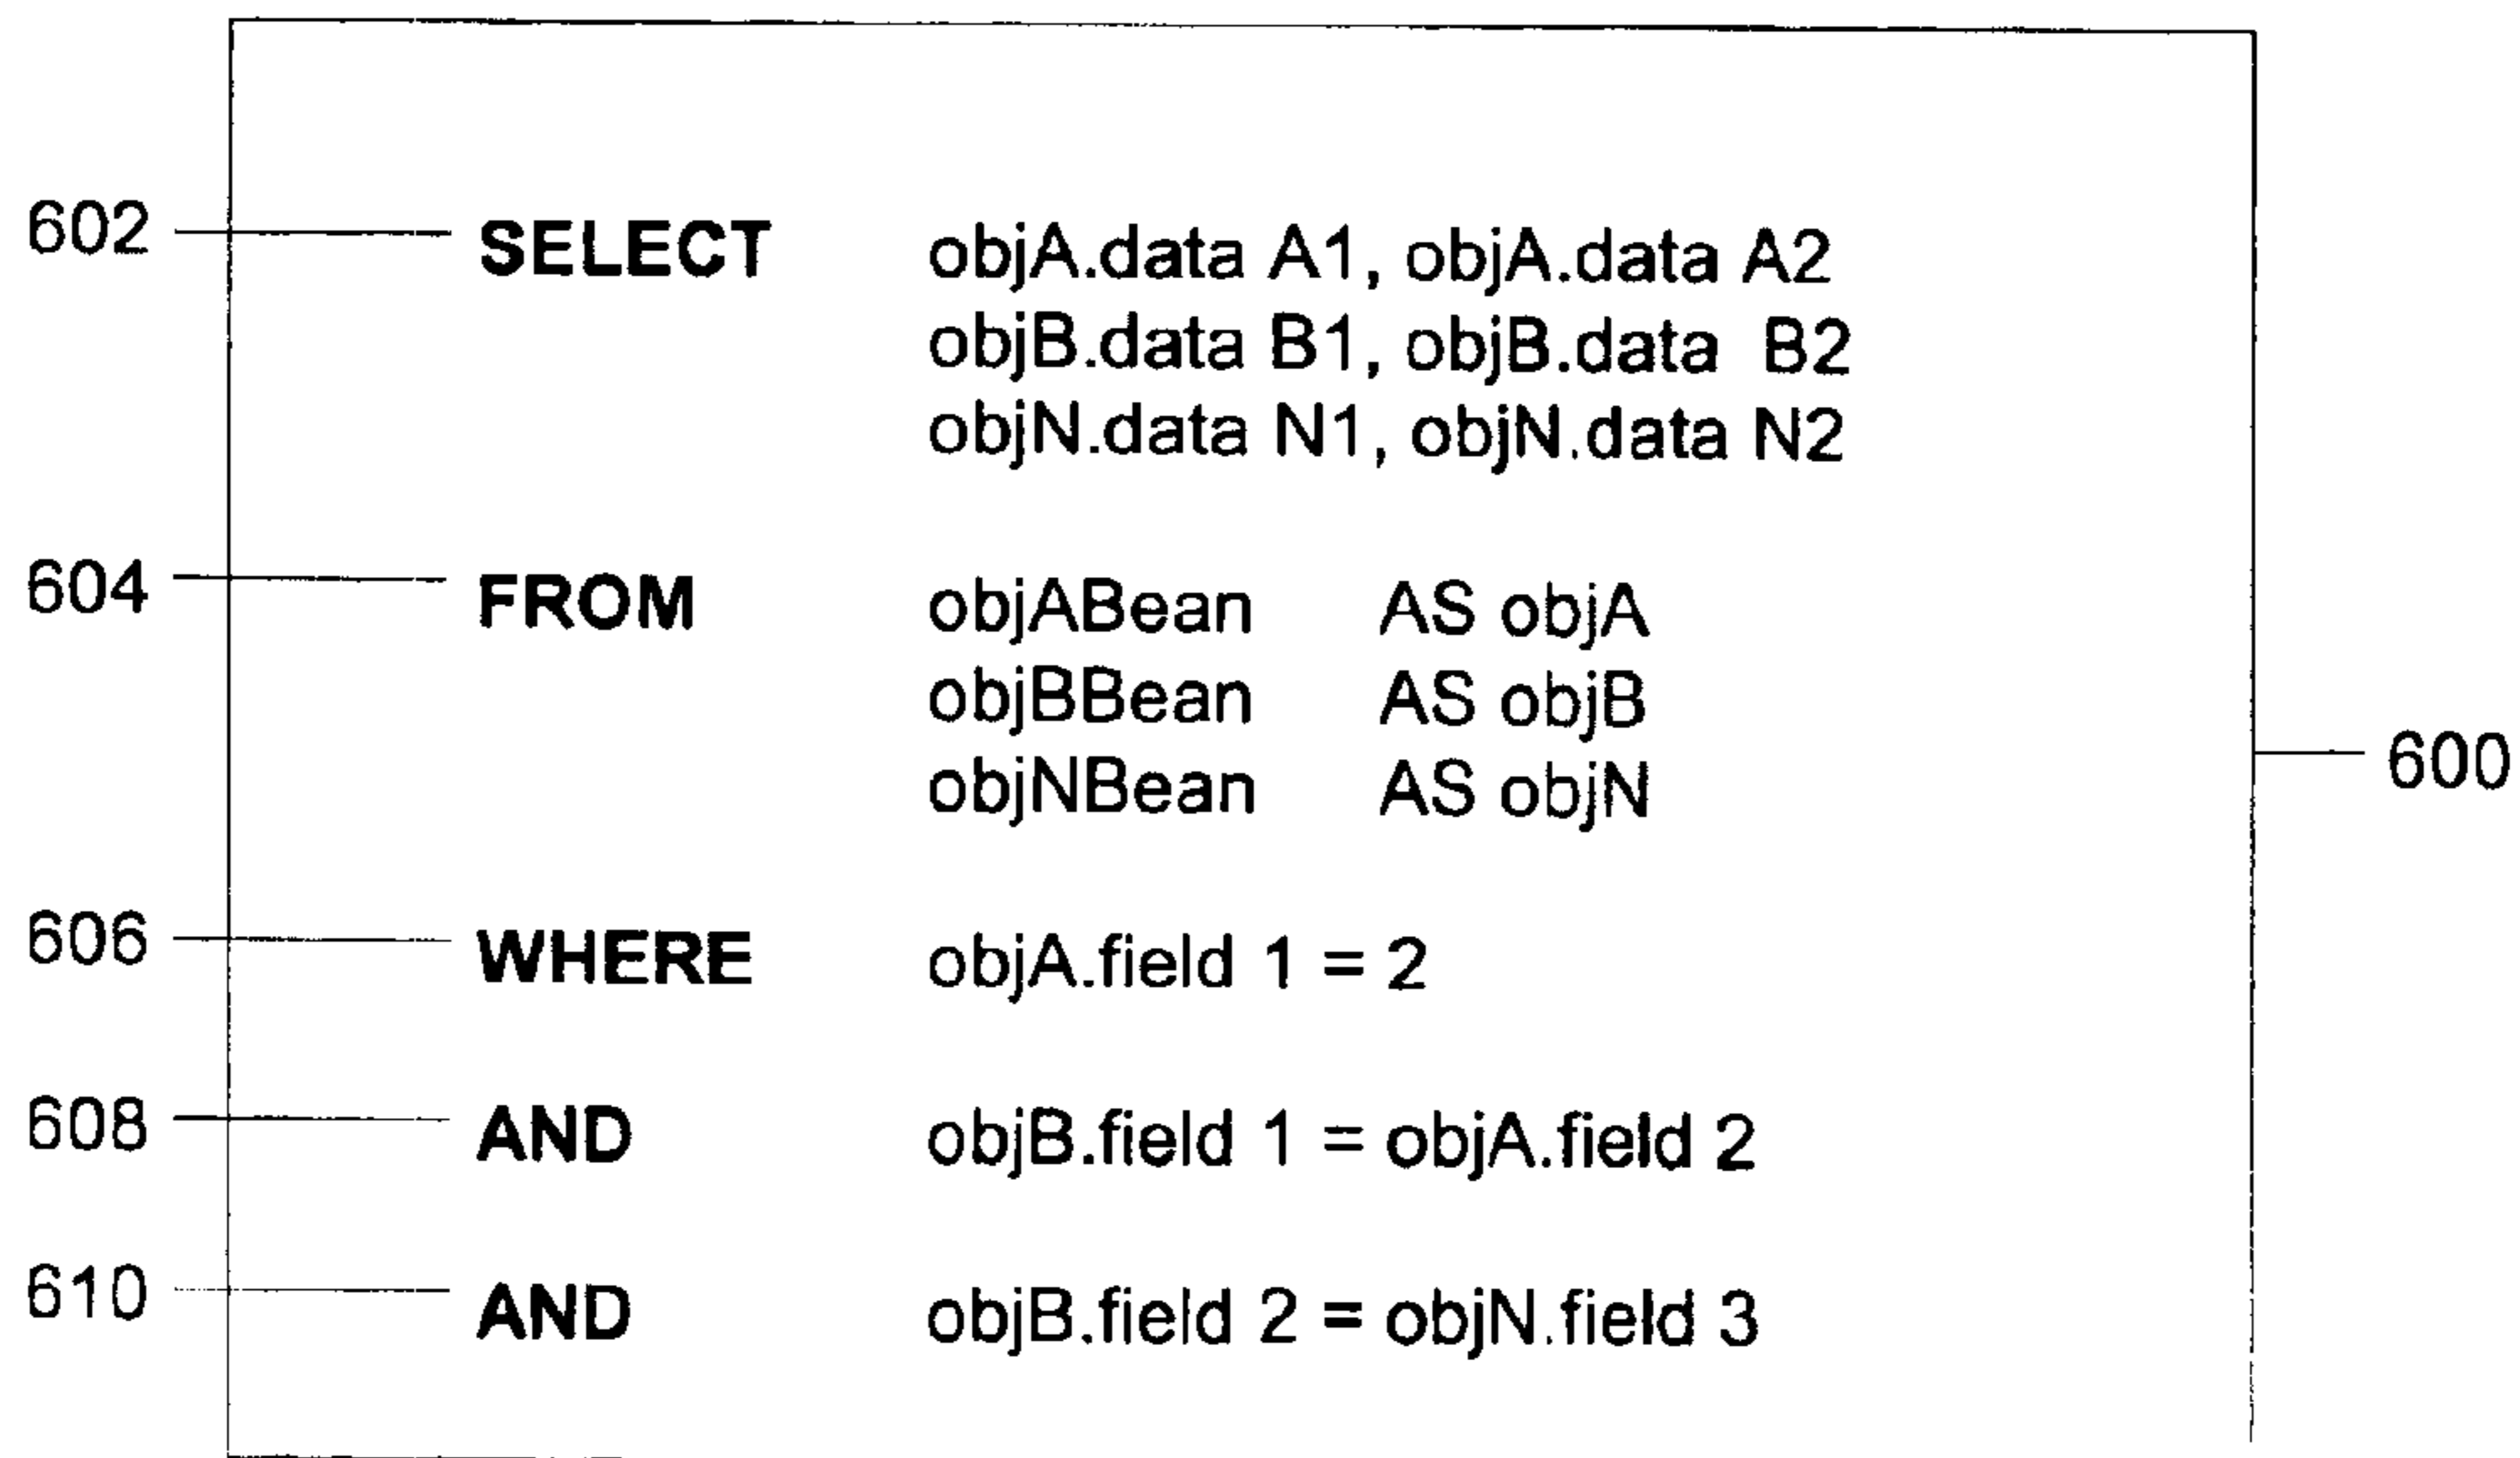 602 SELECT objA.data A1, objA.data A2
objB.data B1, objB.data B2
objN.data N1, objN.data N2
604 FROM objABean AS objA
objBBean AS objB
objNBean AS objN
600
606 WHERE objA.field 1 = 2
608 AND objB.field 1 = objA.field 2
610 AND objB.field 2 = objN.field 3